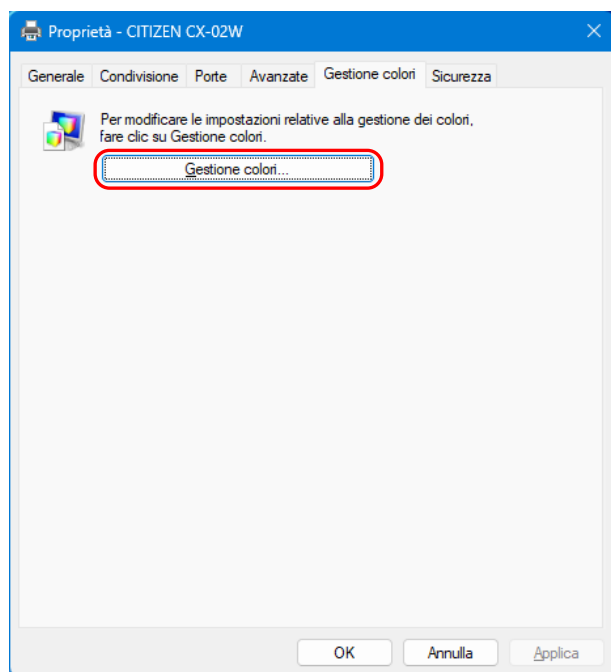 Proprietà - CITIZEN CX-02W
Generale Condivisione Porte Avanzate Gestione colori Sicurezza
Per modificare le impostazioni relative alla gestione dei colori,
fare clic su Gestione colori.
Gestione colori...
OK Annulla Applica